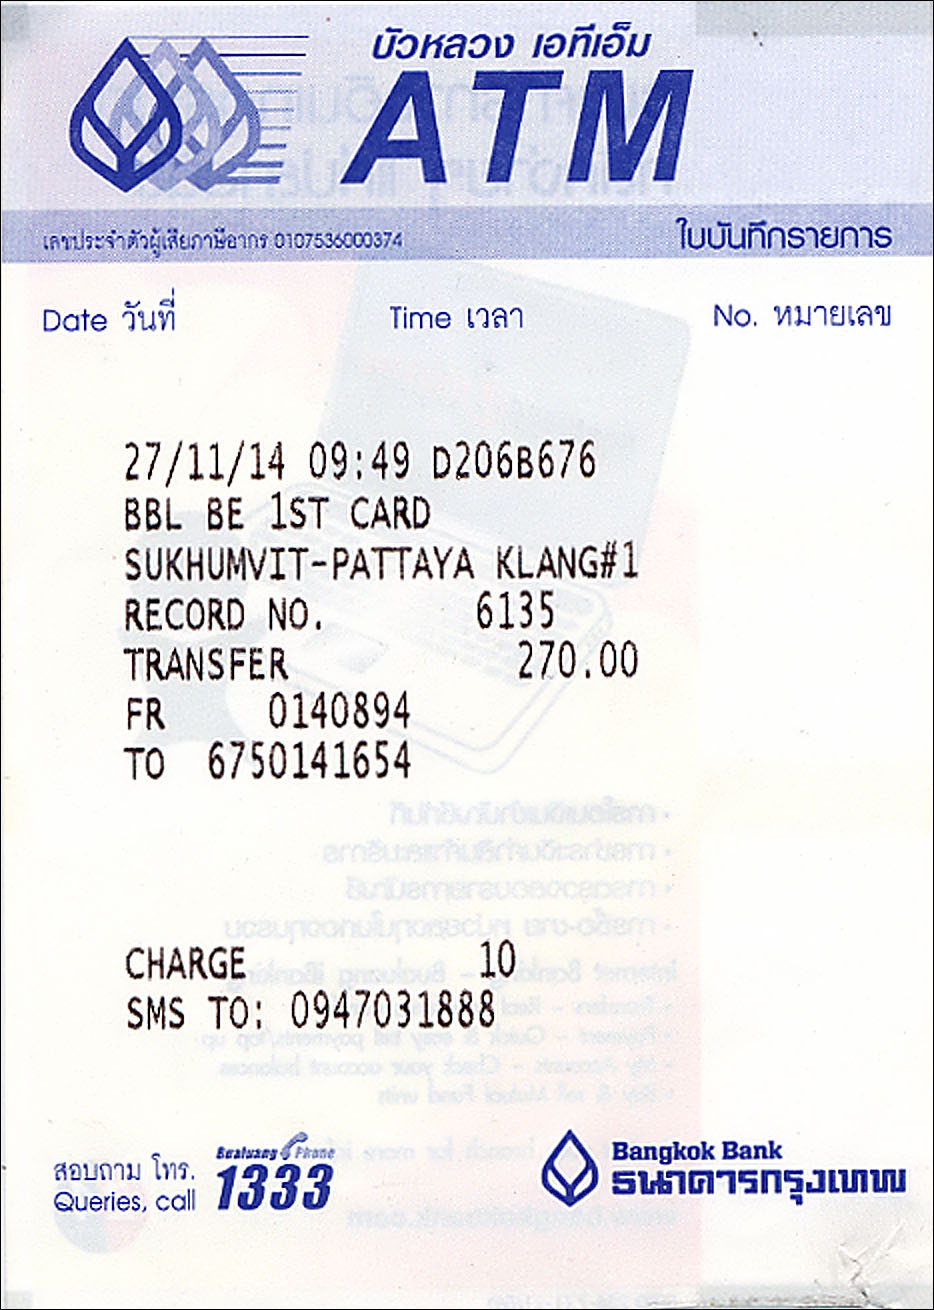 บัวหลวง เอทีเอ็ม
ATM
เลขประจำตัวผู้เสียภาษีอากร 0107536000374
ใบบันทึกรายการ
Date วันที่ Time เวลา No. หมายเลข
27/11/14 09:49 D206B676
BBL BE 1ST CARD
SUKHUMVIT-PATTAYA KLANG#1
RECORD NO. 6135
TRANSFER 270.00
FR 0140894
TO 6750141654
CHARGE 10
SMS TO: 0947031888
สอบถาม โทร.
Queries, call
Bualuang Phone
1333
Bangkok Bank
ธนาคารกรุงเทพ